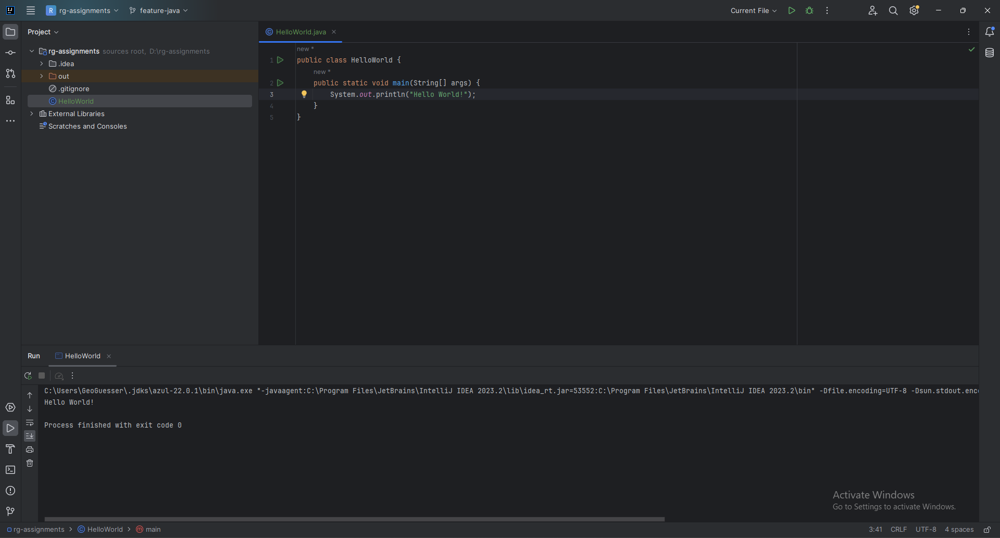 rg-assignments feature-java Current File
Project
HelloWorld.java
rg-assignments sources root, D:\rg-assignments
.idea
out
.gitignore
HelloWorld
External Libraries
Scratches and Consoles
new *
1 public class HelloWorld {
new *
2 public static void main(String[] args) {
3 System.out.println("Hello World!");
4 }
5 }
Run HelloWorld
C:\Users\GeoGuesser\.jdks\azul-22.0.1\bin\java.exe "-javaagent:C:\Program Files\JetBrains\IntelliJ IDEA 2023.2\lib\idea_rt.jar=53552:C:\Program Files\JetBrains\IntelliJ IDEA 2023.2\bin" -Dfile.encoding=UTF-8 -Dsun.stdout.enc
Hello World!
Process finished with exit code 0
Activate Windows
Go to Settings to activate Windows.
rg-assignments > HelloWorld > main 3:41 CRLF UTF-8 4 spaces